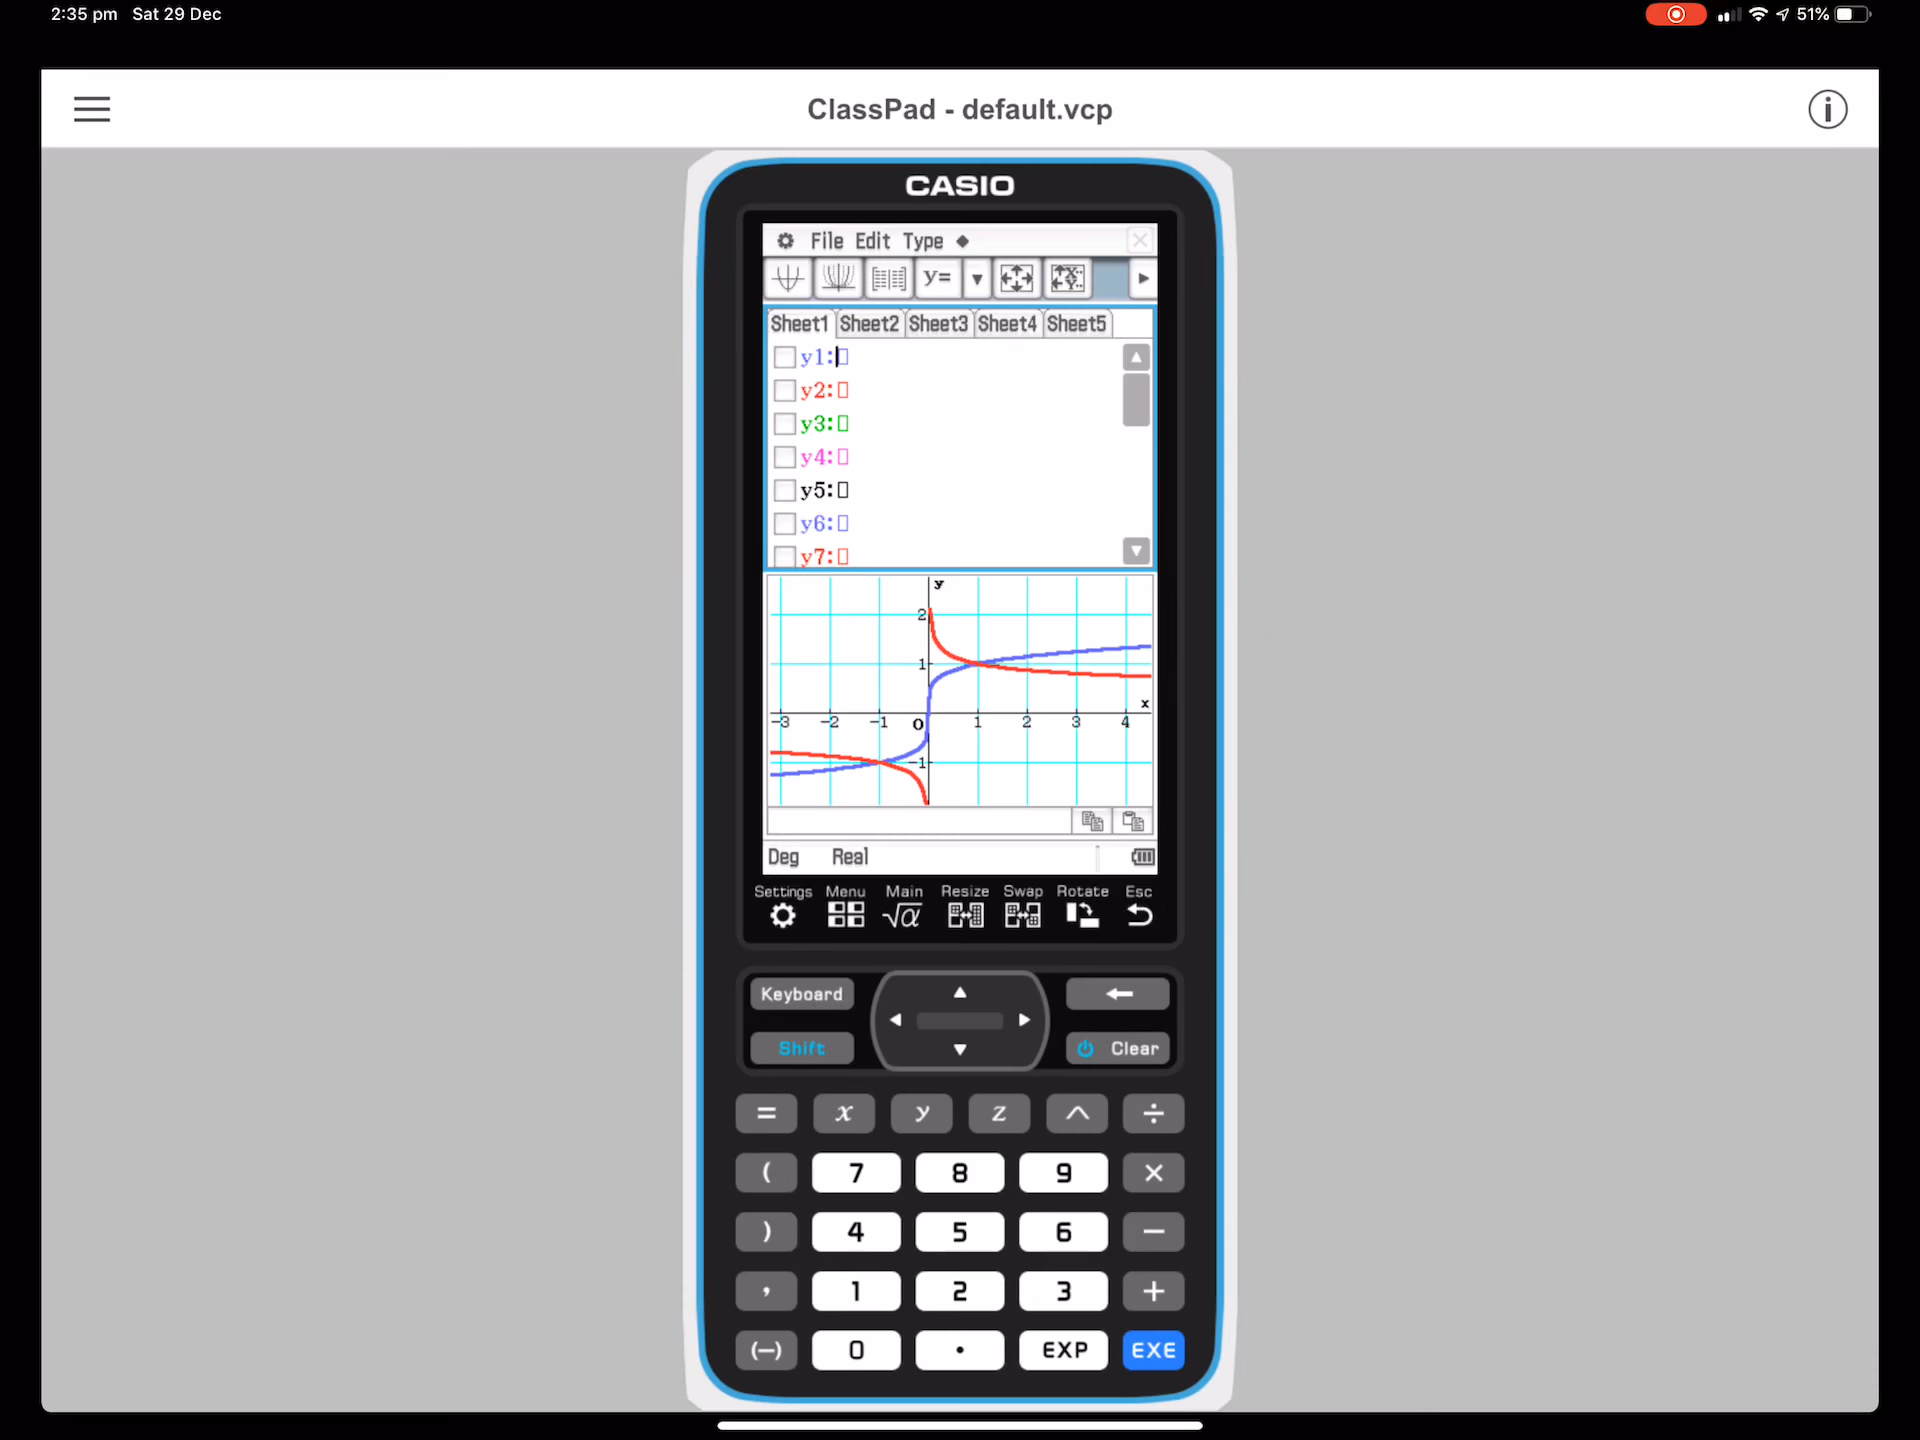 2:35 pm Sat 29 Dec 51%
ClassPad - default.vcp
CASIO
File Edit Type
y=
Sheet1 Sheet2 Sheet3 Sheet4 Sheet5
y1:
y2:
y3:
y4:
y5:
y6:
y7:
y
2
1
x
-3 -2 -1 0 1 2 3 4
-1
Deg Real
Settings Menu Main Resize Swap Rotate Esc
√α
Keyboard
Shift Clear
= x y z ^ ÷
( 7 8 9 ×
) 4 5 6 −
, 1 2 3 +
(−) 0 . EXP EXE